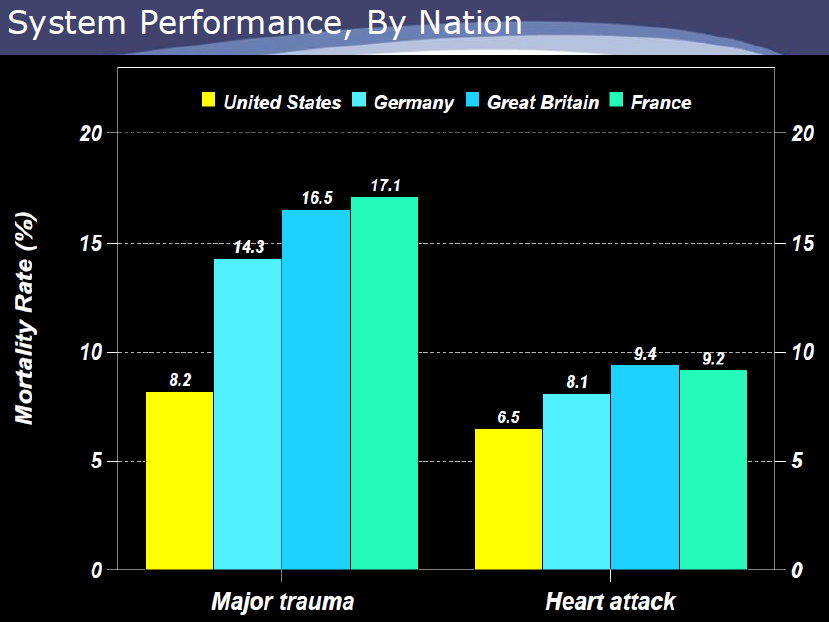 System Performance, By Nation
United States Germany Great Britain France
20 20
17.1
16.5
15 14.3 15
10 9.4 9.2 10
8.2 8.1
6.5
5 5
0 0
Mortality Rate (%)
Major trauma Heart attack